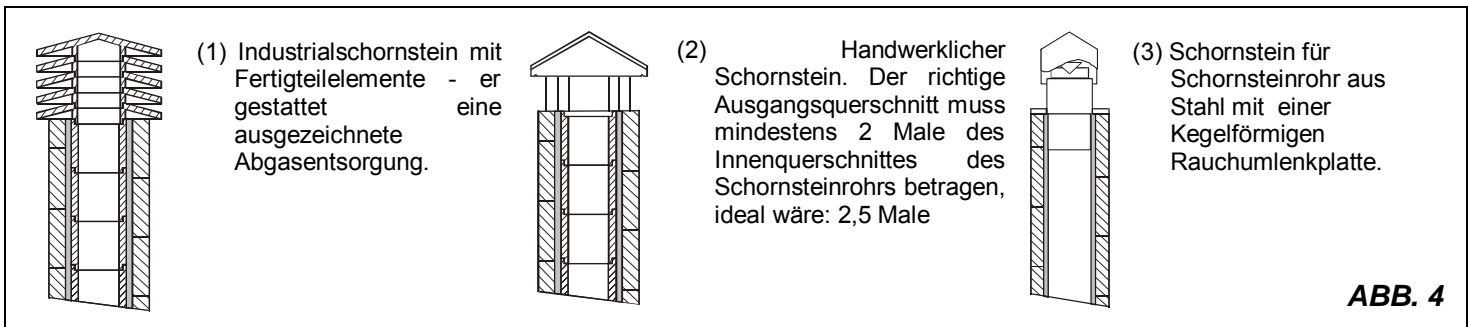 (1) Industrialschornstein mit
Fertigteilelemente - er
gestattet eine
ausgezeichnete
Abgasentsorgung.
(2) Handwerklicher
Schornstein. Der richtige
Ausgangsquerschnitt muss
mindestens 2 Male des
Innenquerschnittes des
Schornsteinrohrs betragen,
ideal wäre: 2,5 Male
(3) Schornstein für
Schornsteinrohr aus
Stahl mit einer
Kegelförmigen
Rauchumlenkplatte.
ABB. 4